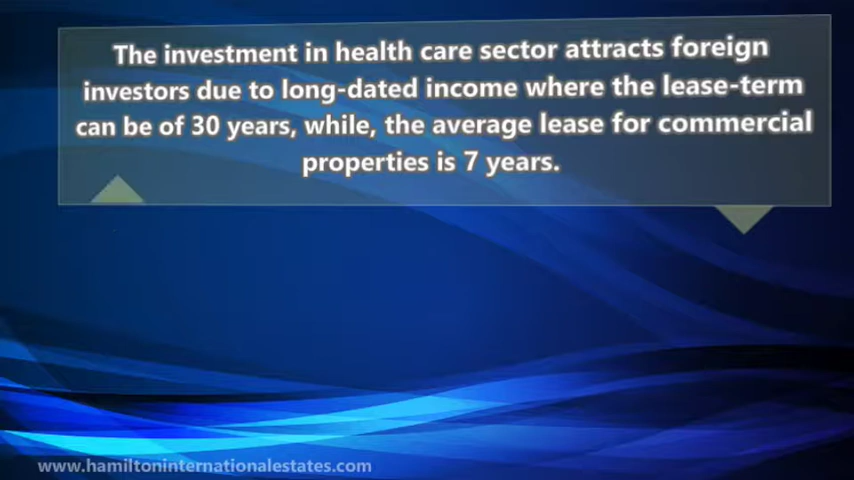 The investment in health care sector attracts foreign
investors due to long-dated income where the lease-term
can be of 30 years, while, the average lease for commercial
properties is 7 years.
www.hamiltoninternationalestates.com